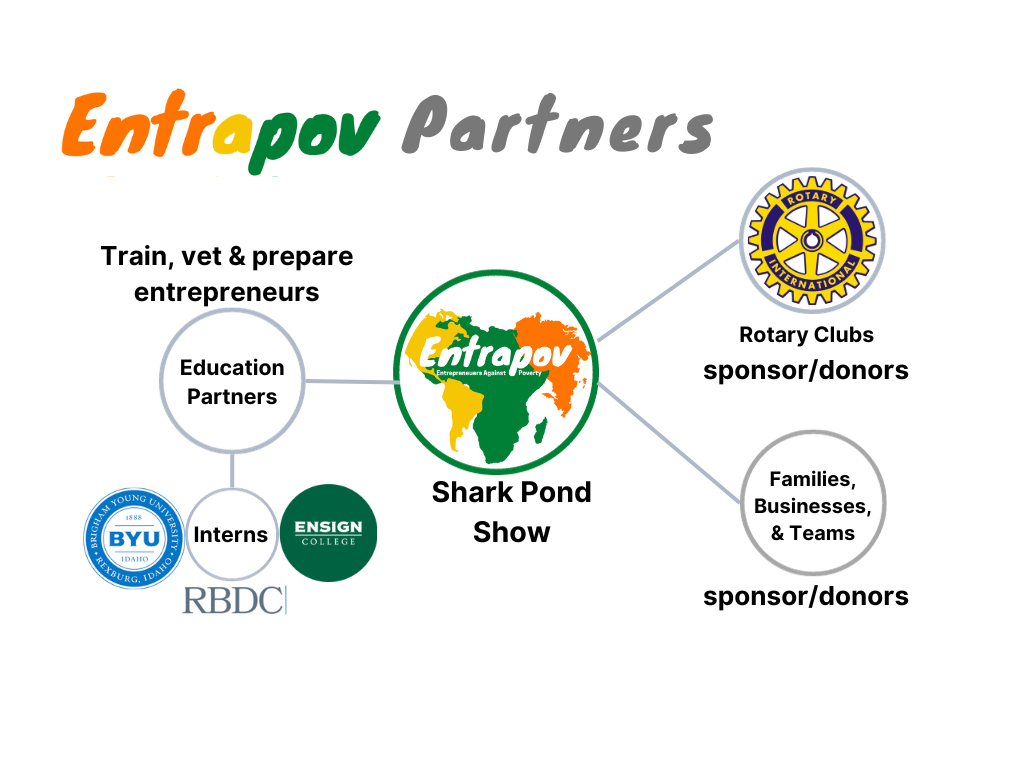 Entrapov Partners
Train, vet & prepare
entrepreneurs
Education
Partners
BRIGHAM YOUNG UNIVERSITY
1888
BYU
IDAHO
REXBURG, IDAHO
Interns
ENSIGN
COLLEGE
RBDC
Entrapov
Entrepreneuers Against Poverty
Shark Pond
Show
ROTARY
INTERNATIONAL
Rotary Clubs
sponsor/donors
Families,
Businesses,
& Teams
sponsor/donors